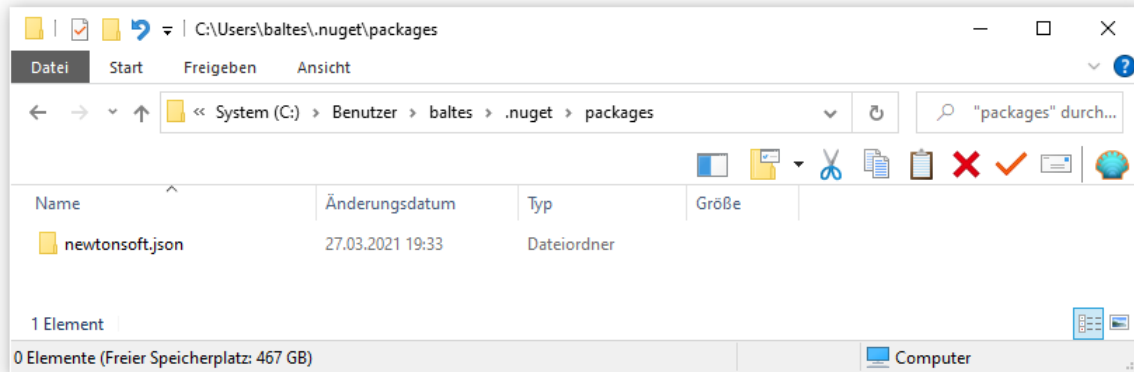 C:\Users\baltes\.nuget\packages
Datei Start Freigeben Ansicht ?
« System (C:) › Benutzer › baltes › .nuget › packages "packages" durch...
Name Änderungsdatum Typ Größe
newtonsoft.json 27.03.2021 19:33 Dateiordner
1 Element
0 Elemente (Freier Speicherplatz: 467 GB) Computer